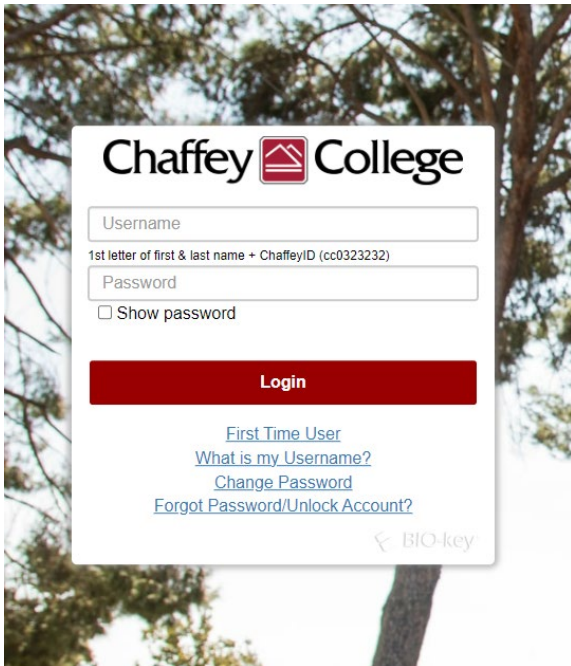 Chaffey College
Username
1st letter of first & last name + ChaffeyID (cc0323232)
Password
Show password
Login
First Time User
What is my Username?
Change Password
Forgot Password/Unlock Account?
BIO-key